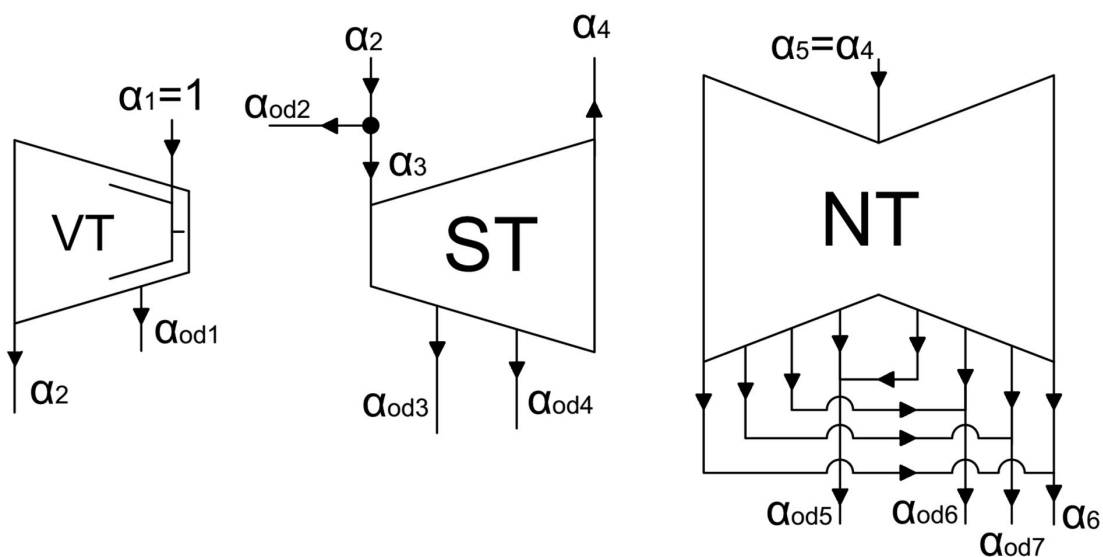 α1=1
VT
αod1
α2
α2
αod2
α3
α4
ST
αod3
αod4
α5=α4
NT
αod5
αod6
αod7
α6